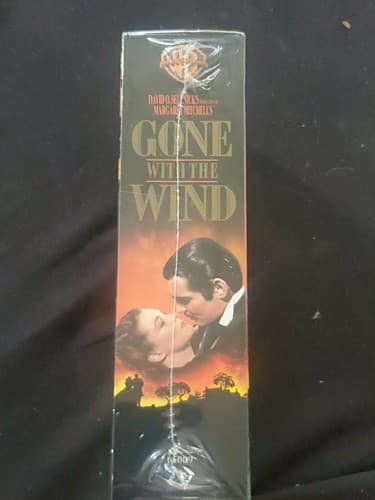 DAVID O. SELZNICK'S
MARGARET MITCHELL'S
GONE
WITH THE
WIND